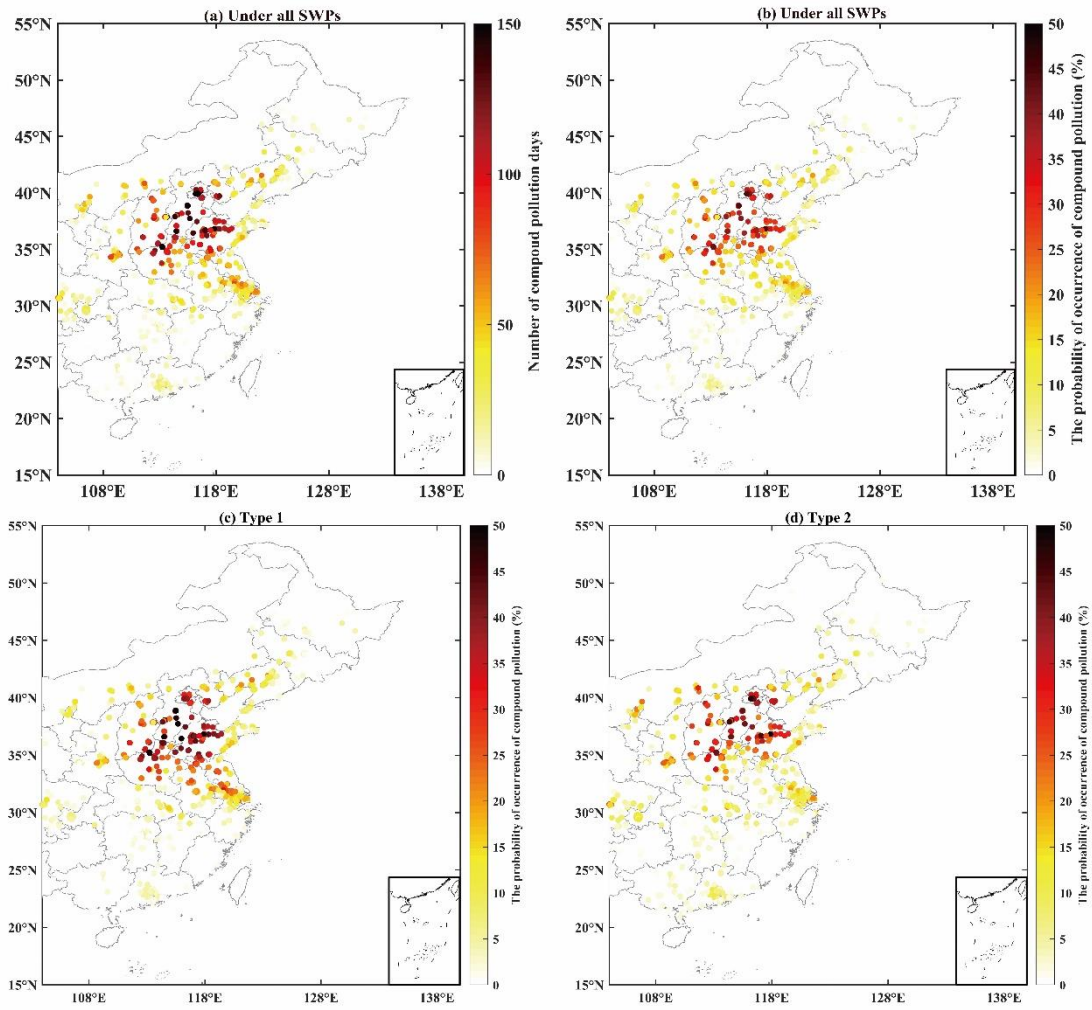 (a) Under all SWPs
55°N
50°N
45°N
40°N
35°N
30°N
25°N
20°N
15°N
108°E 118°E 128°E 138°E
150
100
50
0
Number of compoud pollution days
(b) Under all SWPs
55°N
50°N
45°N
40°N
35°N
30°N
25°N
20°N
15°N
108°E 118°E 128°E 138°E
50
45
40
35
30
25
20
15
10
5
0
The probability of occurrence of compound pollution (%)
(c) Type 1
55°N
50°N
45°N
40°N
35°N
30°N
25°N
20°N
15°N
108°E 118°E 128°E 138°E
50
45
40
35
30
25
20
15
10
5
0
The probability of occurrence of compound pollution (%)
(d) Type 2
55°N
50°N
45°N
40°N
35°N
30°N
25°N
20°N
15°N
108°E 118°E 128°E 138°E
50
45
40
35
30
25
20
15
10
5
0
The probability of occurrence of compound pollution (%)